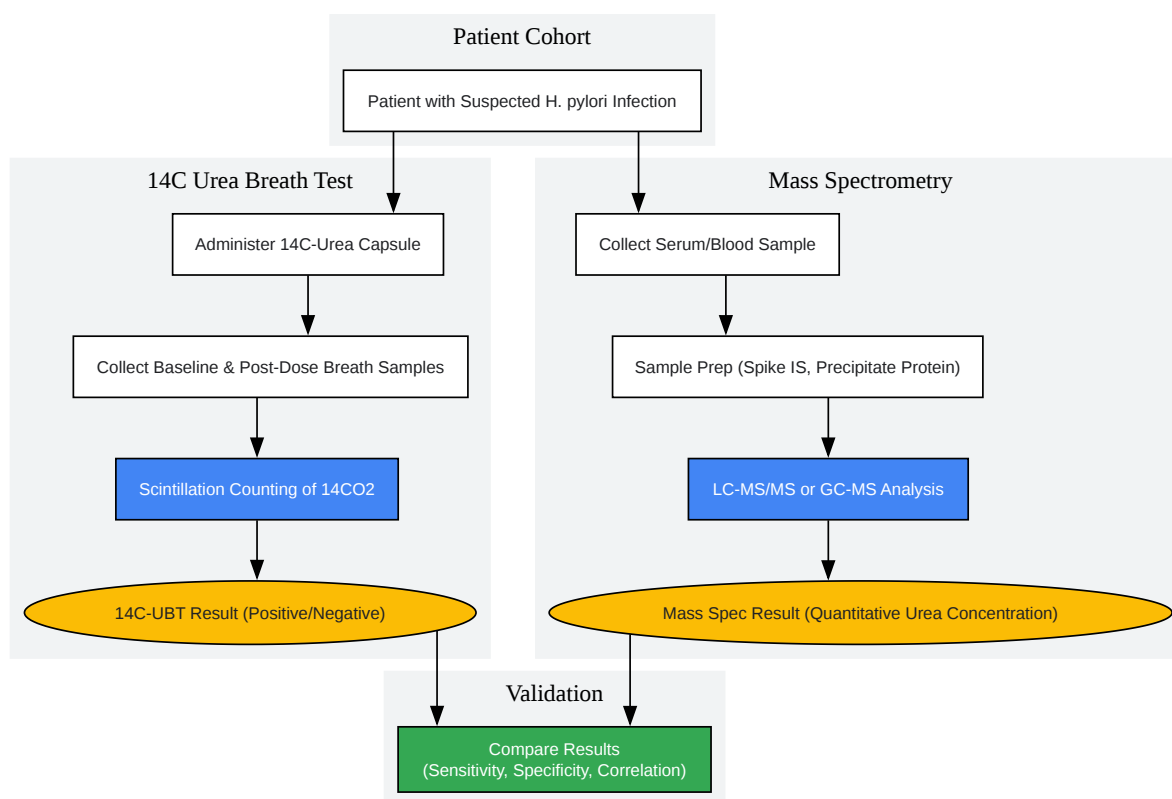 Patient Cohort
Patient with Suspected H. pylori Infection
14C Urea Breath Test
Administer 14C-Urea Capsule
Collect Baseline & Post-Dose Breath Samples
Scintillation Counting of 14CO2
14C-UBT Result (Positive/Negative)
Mass Spectrometry
Collect Serum/Blood Sample
Sample Prep (Spike IS, Precipitate Protein)
LC-MS/MS or GC-MS Analysis
Mass Spec Result (Quantitative Urea Concentration)
Validation
Compare Results
(Sensitivity, Specificity, Correlation)